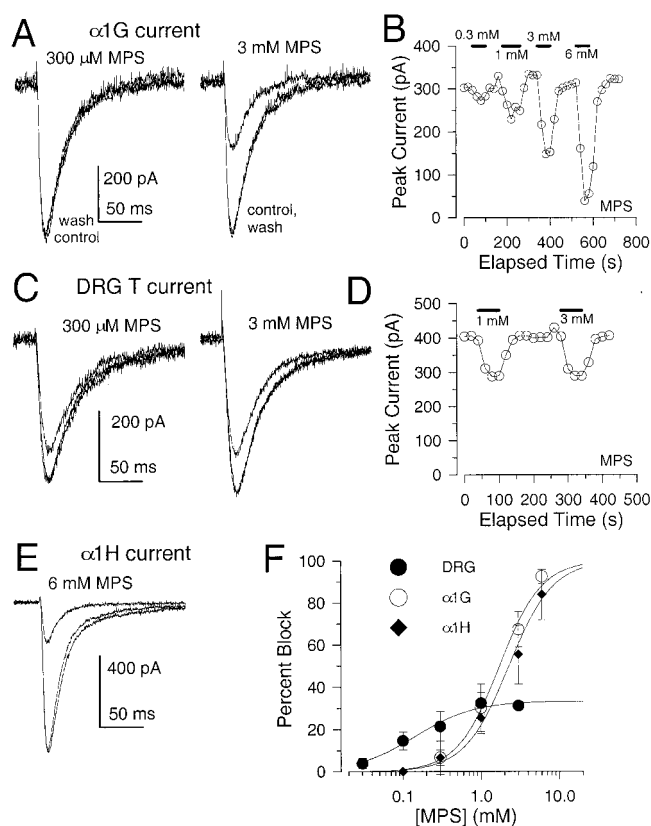 A
α1G current
300 μM MPS
3 mM MPS
200 pA
50 ms
wash
control
control,
wash
B
0.3 mM
1 mM
3 mM
6 mM
400
300
200
100
0
Peak Current (pA)
MPS
0 200 400 600 800
Elapsed Time (s)
C
DRG T current
300 μM MPS
3 mM MPS
200 pA
50 ms
D
1 mM
3 mM
500
400
300
200
100
0
Peak Current (pA)
MPS
0 100 200 300 400 500
Elapsed Time (s)
E
α1H current
6 mM MPS
400 pA
50 ms
F
DRG
α1G
α1H
100
80
60
40
20
0
Percent Block
0.1 1.0 10.0
[MPS] (mM)